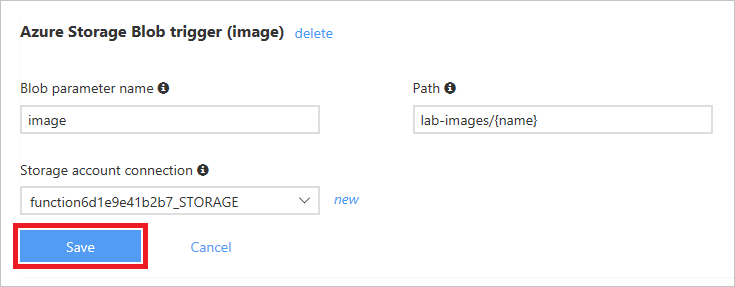 Azure Storage Blob trigger (image) delete
Blob parameter name
Path
image
lab-images/{name}
Storage account connection
function6d1e9e41b2b7_STORAGE
new
Save
Cancel